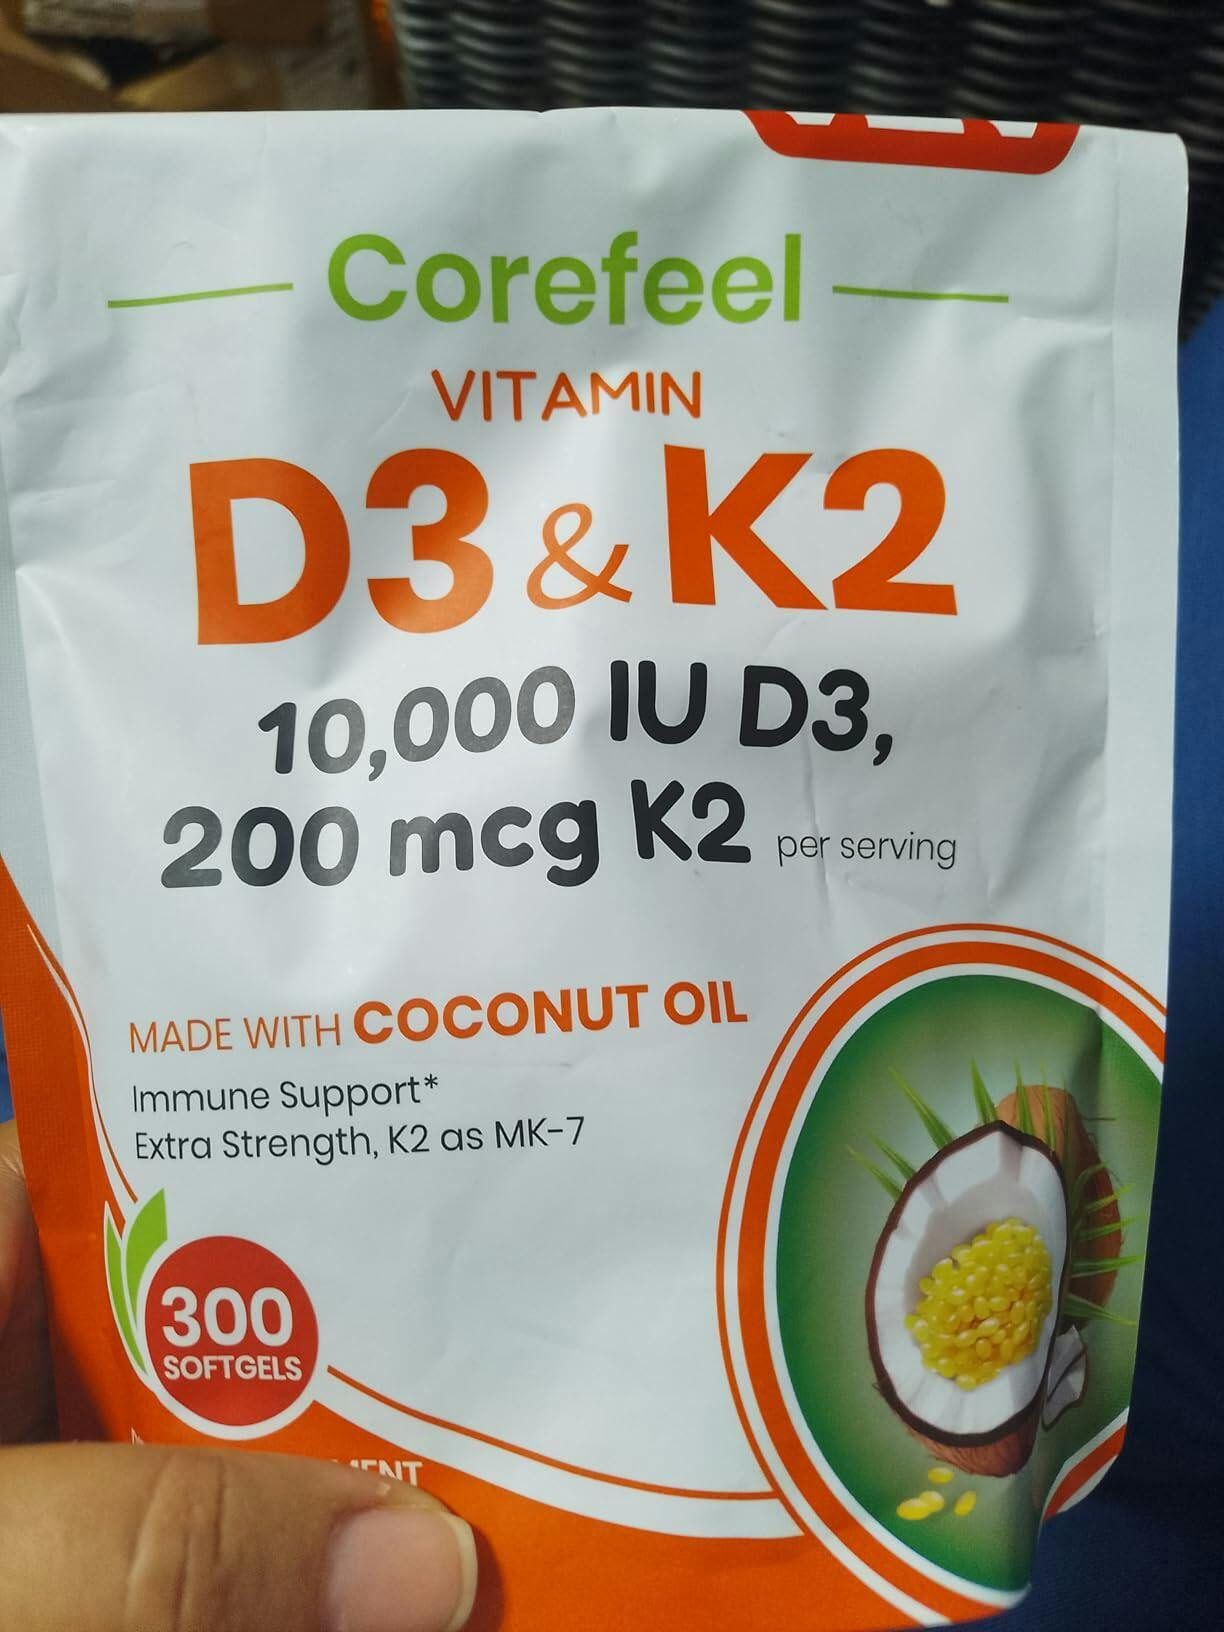 Corefeel
VITAMIN
D3 & K2
10,000 IU D3,
200 mcg K2 per serving
MADE WITH COCONUT OIL
Immune Support*
Extra Strength, K2 as MK-7
300
SOFTGELS